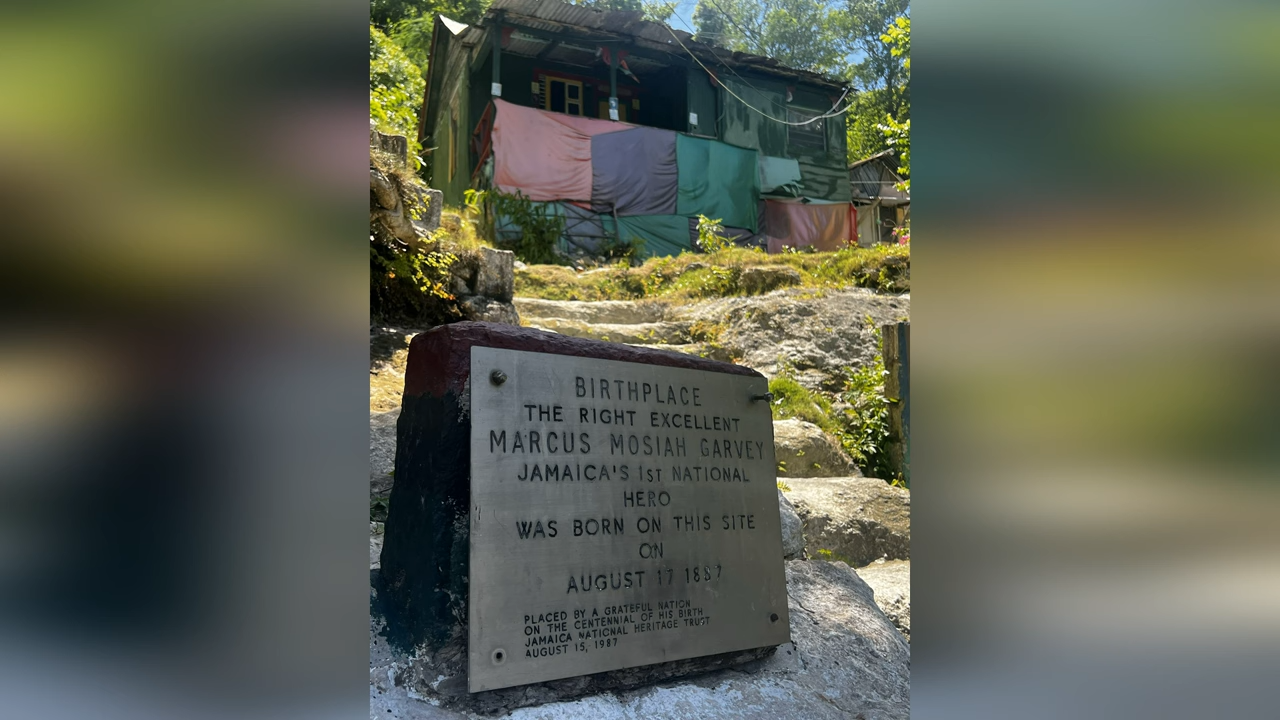 BIRTHPLACE
THE RIGHT EXCELLENT
MARCUS MOSIAH GARVEY
JAMAICA'S 1ST NATIONAL
HERO
WAS BORN ON THIS SITE
ON
AUGUST 17 1887
PLACED BY A GRATEFUL NATION
ON THE CENTENNIAL OF HIS BIRTH
JAMAICA NATIONAL HERITAGE TRUST
AUGUST 15, 1987